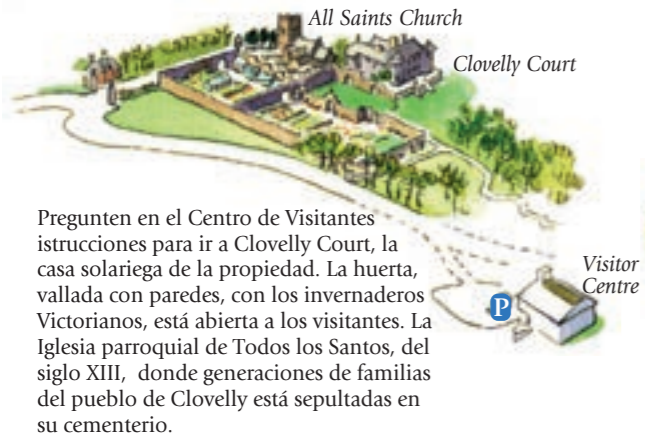 All Saints Church
Clovelly Court
Pregunten en el Centro de Visitantes
istrucciones para ir a Clovelly Court, la
casa solariega de la propiedad. La huerta,
vallada con paredes, con los invernaderos
Victorianos, está abierta a los visitantes. La
Iglesia parroquial de Todos los Santos, del
siglo XIII, donde generaciones de familias
del pueblo de Clovelly está sepultadas en
su cementerio.
Visitor
Centre
P